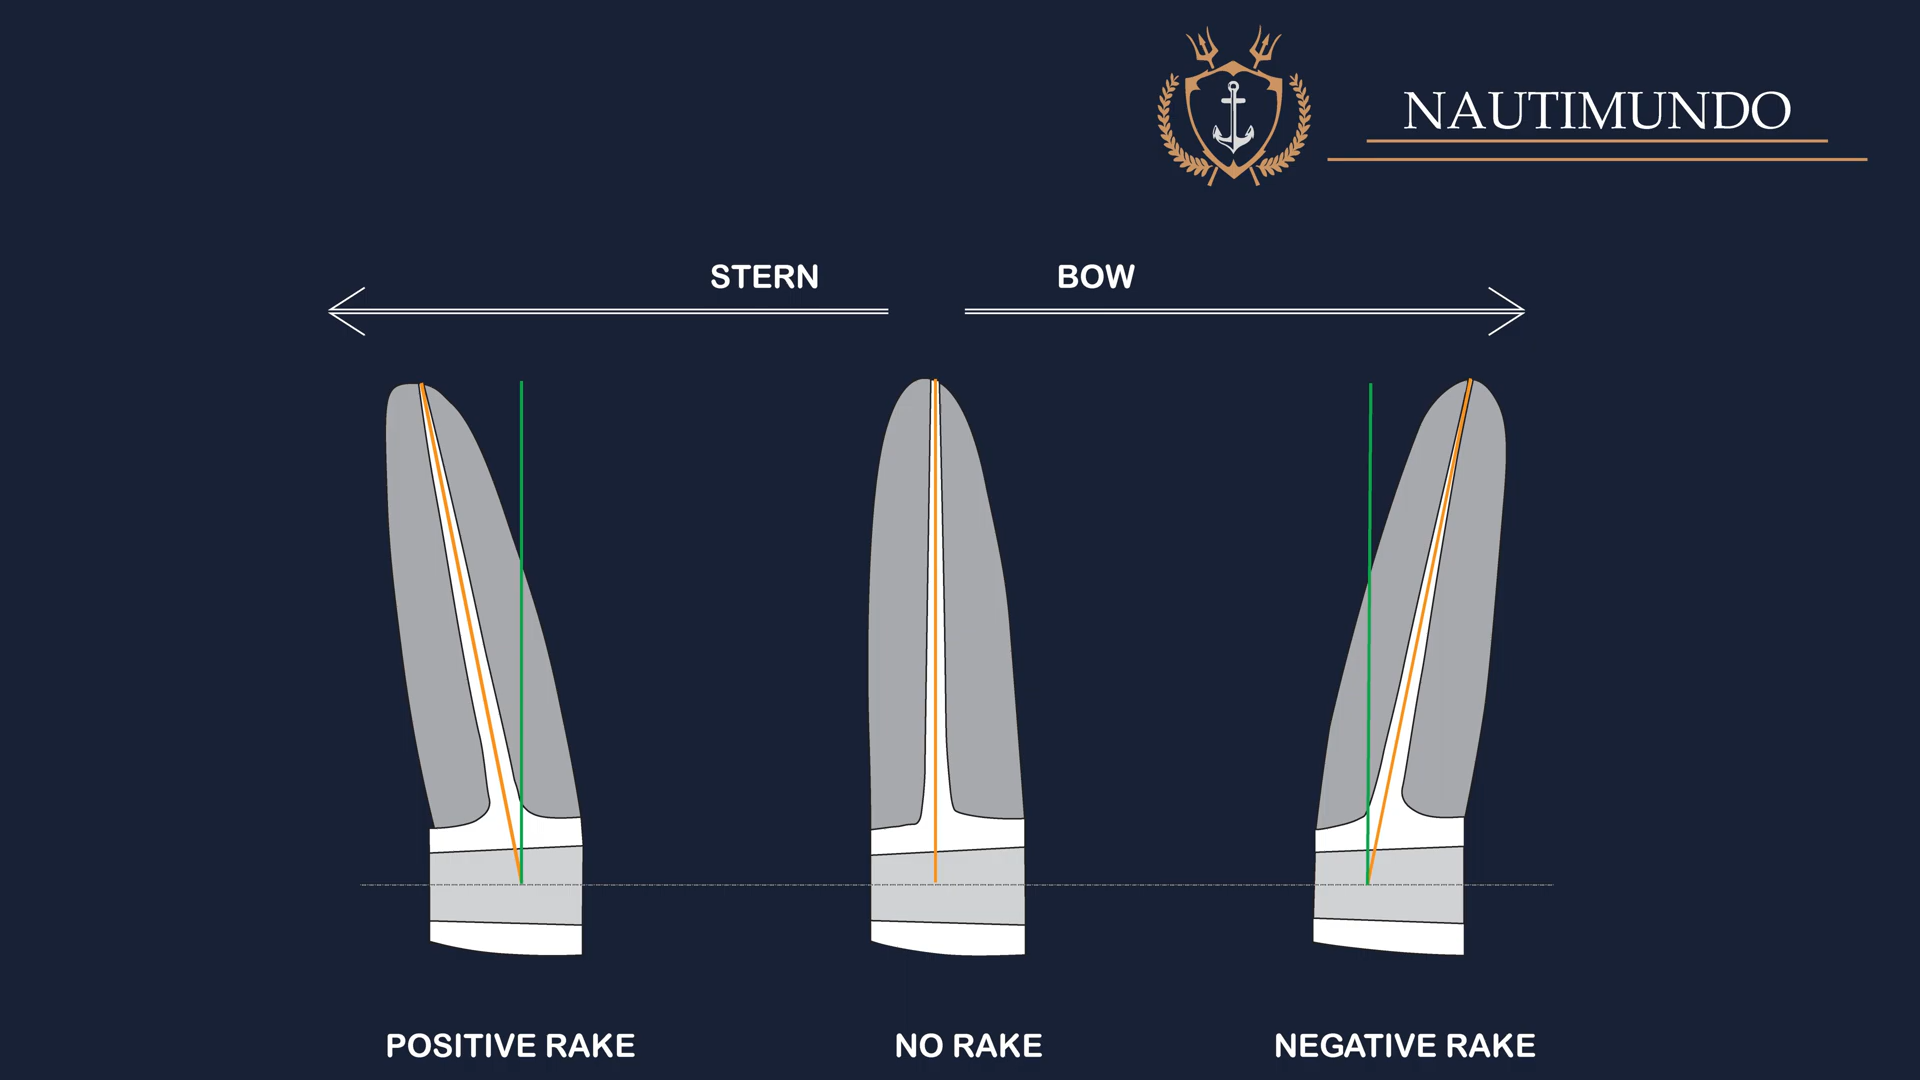 NAUTIMUNDO
STERN
BOW
POSITIVE RAKE
NO RAKE
NEGATIVE RAKE